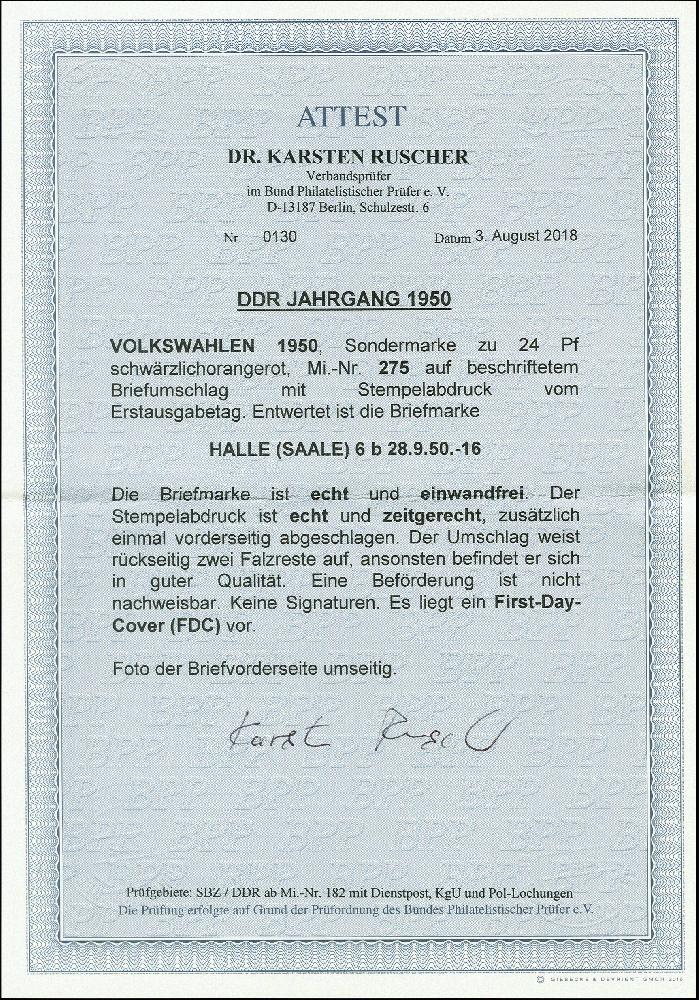 ATTEST
DR. KARSTEN RUSCHER
Verbandsprüfer
im Bund Philatelistischer Prüfer e. V.
D-13187 Berlin, Schulzestr. 6
Nr 0130 Datum 3. August 2018
DDR JAHRGANG 1950
VOLKSWAHLEN 1950, Sondermarke zu 24 Pf
schwärzlichorangerot, Mi.-Nr. 275 auf beschriftetem
Briefumschlag mit Stempelabdruck vom
Erstausgabetag. Entwertet ist die Briefmarke
HALLE (SAALE) 6 b 28.9.50.-16
Die Briefmarke ist echt und einwandfrei. Der
Stempelabdruck ist echt und zeitgerecht, zusätzlich
einmal vorderseitig abgeschlagen. Der Umschlag weist
rückseitig zwei Falzreste auf, ansonsten befindet er sich
in guter Qualität. Eine Beförderung ist nicht
nachweisbar. Keine Signaturen. Es liegt ein First-Day-
Cover (FDC) vor.
Foto der Briefvorderseite umseitig.
Prüfgebiete: SBZ / DDR ab Mi.-Nr. 182 mit Dienstpost, KgU und Pol-Lochungen
Die Prüfung erfolgte auf Grund der Prüfordnung des Bundes Philatelistischer Prüfer e.V.
© GIESECKE & DEVRIENT GMBH